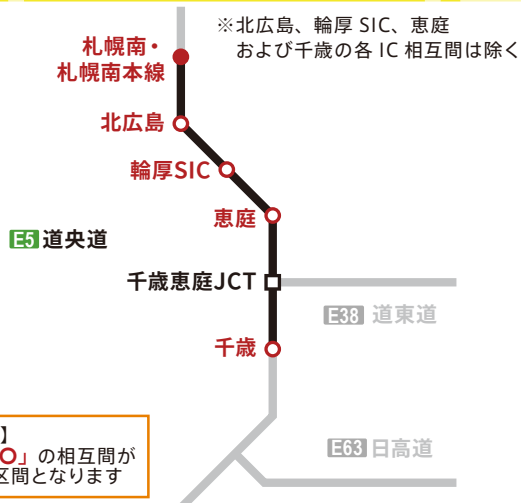 ※北広島、輪厚 SIC、恵庭
および千歳の各 IC 相互間は除く
札幌南・
札幌南本線
北広島
輪厚SIC
恵庭
E5 道央道
千歳恵庭JCT
E38 道東道
千歳
】
〇」の相互間が
区間となります
E63 日高道